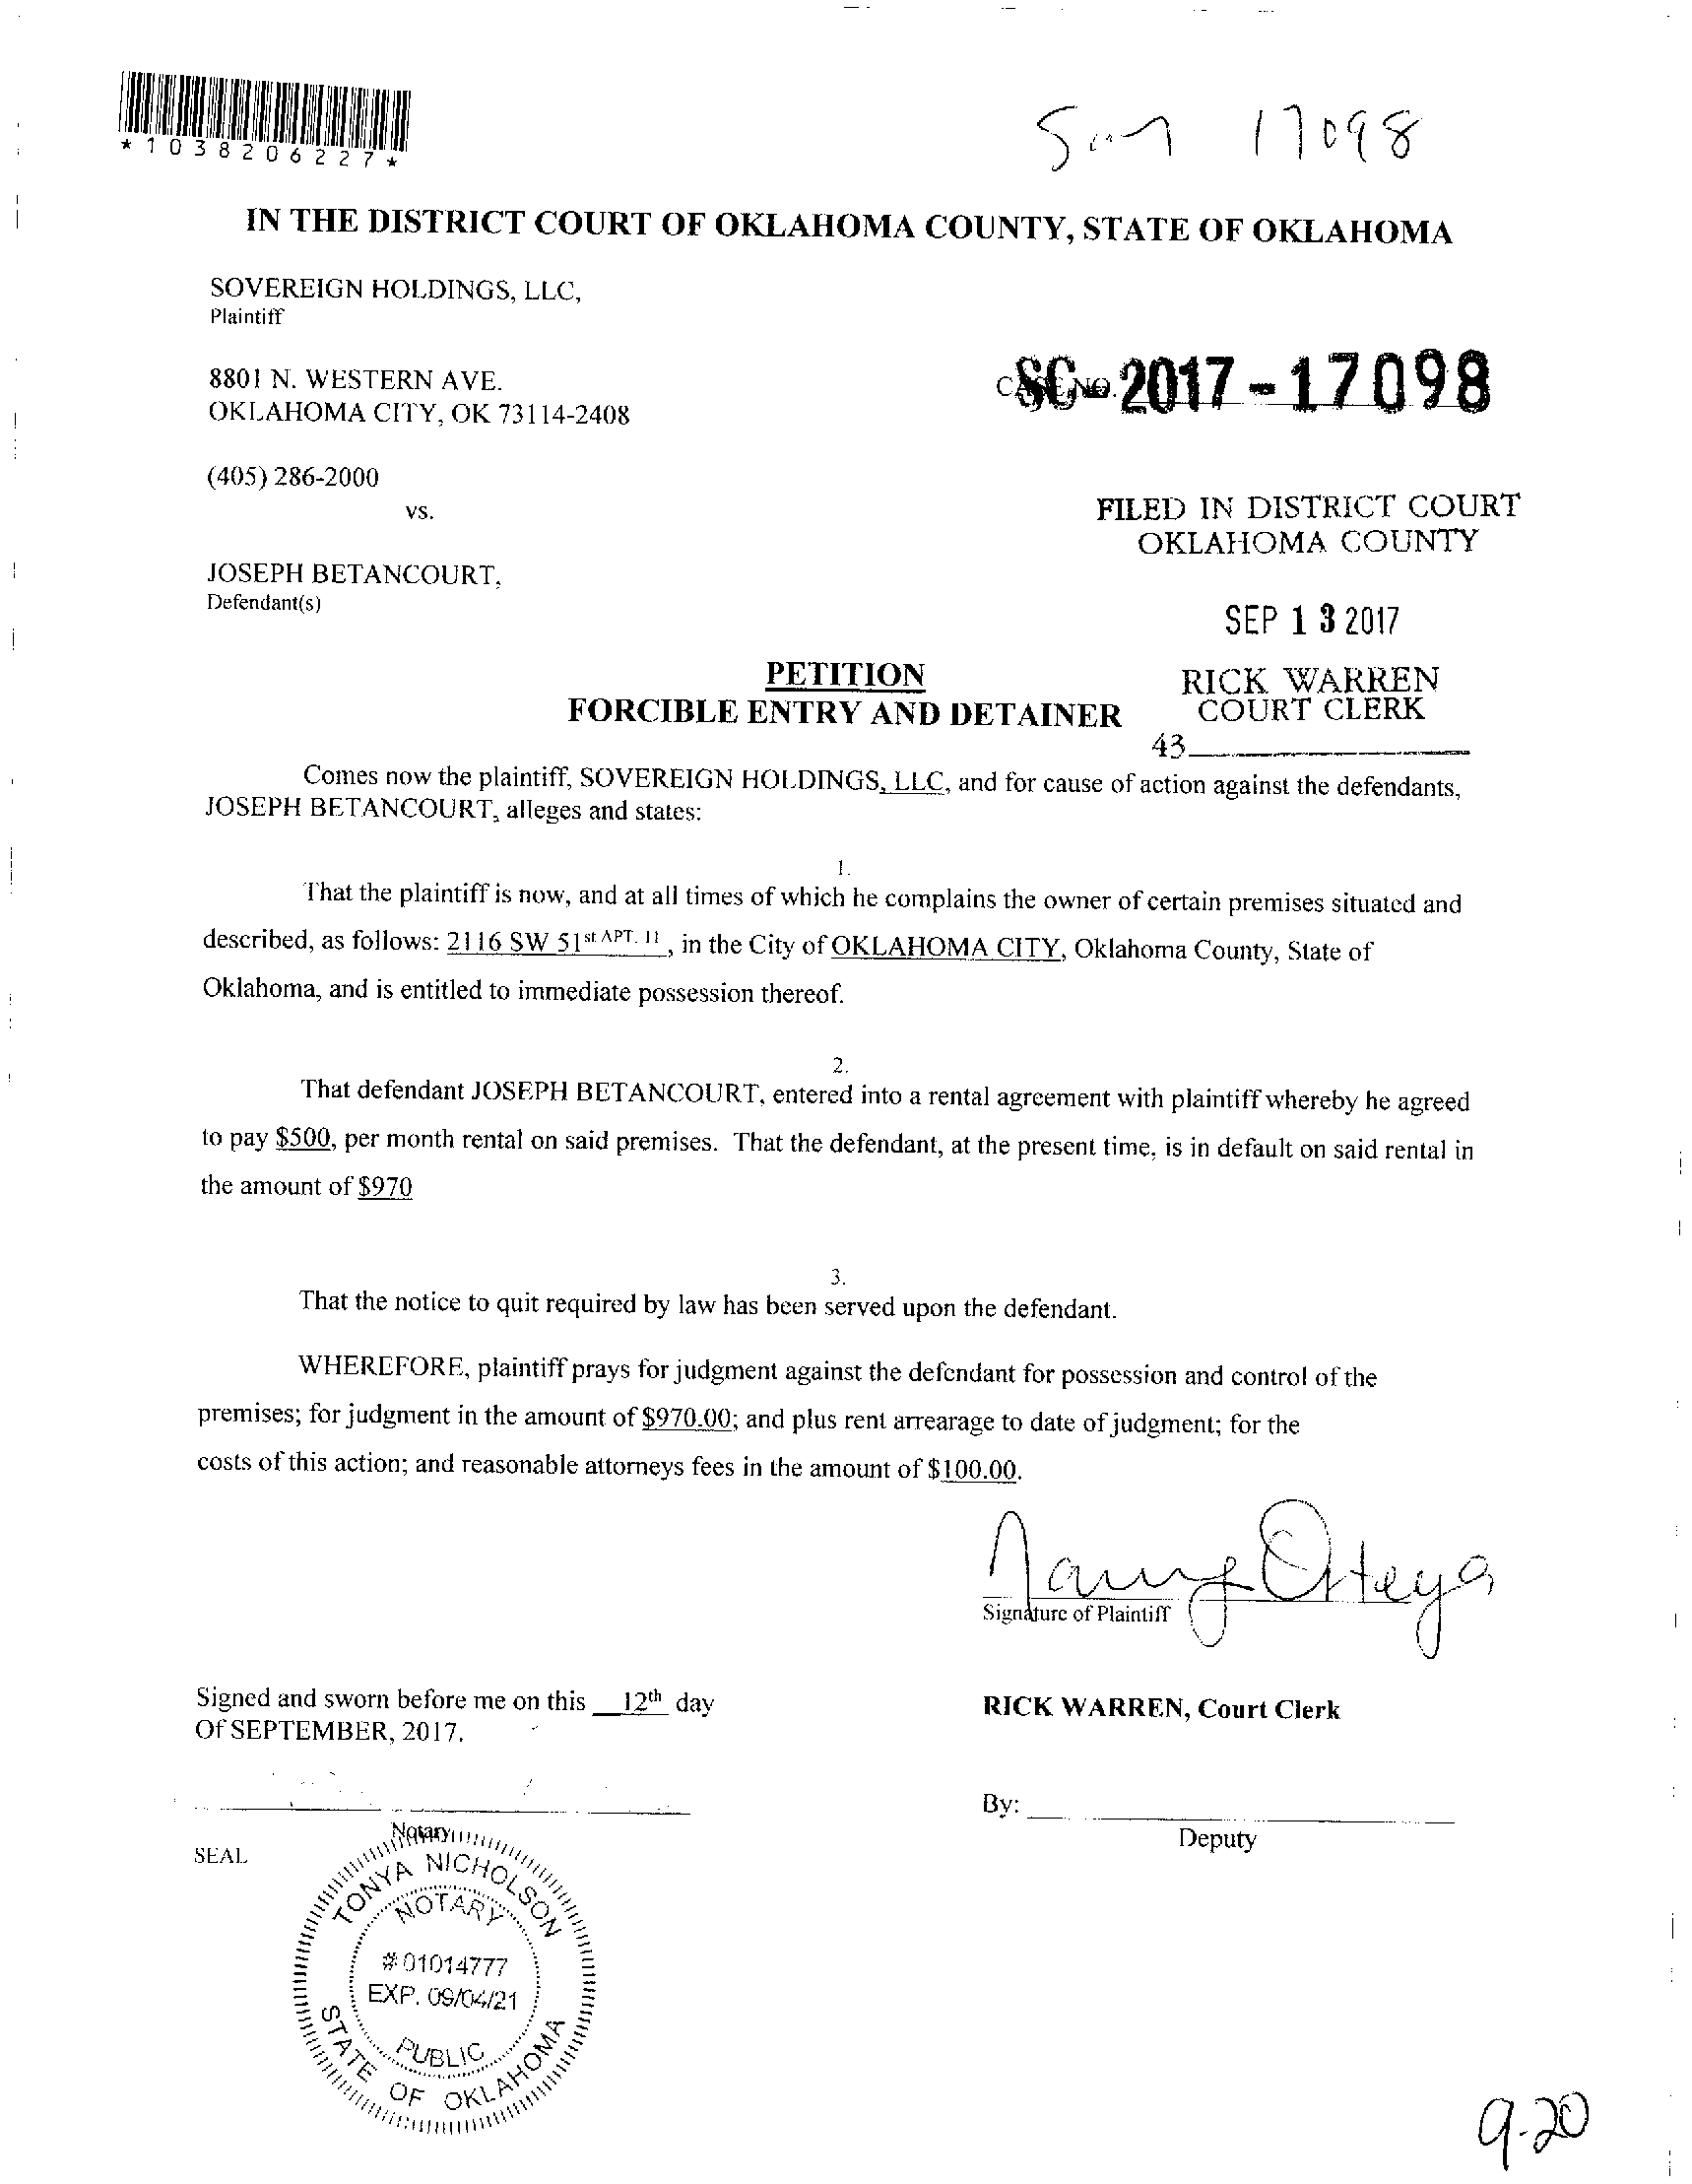 *1038206227*
17098
IN THE DISTRICT COURT OF OKLAHOMA COUNTY, STATE OF OKLAHOMA
SOVEREIGN HOLDINGS, LLC,
Plaintiff
8801 N. WESTERN AVE.
OKLAHOMA CITY, OK 73114-2408
CASE NO. SC-2017-17098
(405) 286-2000
vs.
FILED IN DISTRICT COURT
OKLAHOMA COUNTY
JOSEPH BETANCOURT,
Defendant(s)
SEP 13 2017
PETITION
FORCIBLE ENTRY AND DETAINER
RICK WARREN
COURT CLERK
43
Comes now the plaintiff, SOVEREIGN HOLDINGS, LLC, and for cause of action against the defendants,
JOSEPH BETANCOURT, alleges and states:
1.
That the plaintiff is now, and at all times of which he complains the owner of certain premises situated and
described, as follows: 2116 SW 51st APT. 11, in the City of OKLAHOMA CITY, Oklahoma County, State of
Oklahoma, and is entitled to immediate possession thereof.
2.
That defendant JOSEPH BETANCOURT, entered into a rental agreement with plaintiff whereby he agreed
to pay $500, per month rental on said premises. That the defendant, at the present time, is in default on said rental in
the amount of $970
3.
That the notice to quit required by law has been served upon the defendant.
WHEREFORE, plaintiff prays for judgment against the defendant for possession and control of the
premises; for judgment in the amount of $970.00; and plus rent arrearage to date of judgment; for the
costs of this action; and reasonable attorneys fees in the amount of $100.00.
Signature of Plaintiff
Signed and sworn before me on this 12th day
Of SEPTEMBER, 2017.
RICK WARREN, Court Clerk
By:
Deputy
Notary
SEAL
TONYA NICHOLSON
NOTARY
#01014777
EXP. 09/04/21
PUBLIC
STATE OF OKLAHOMA
9-20